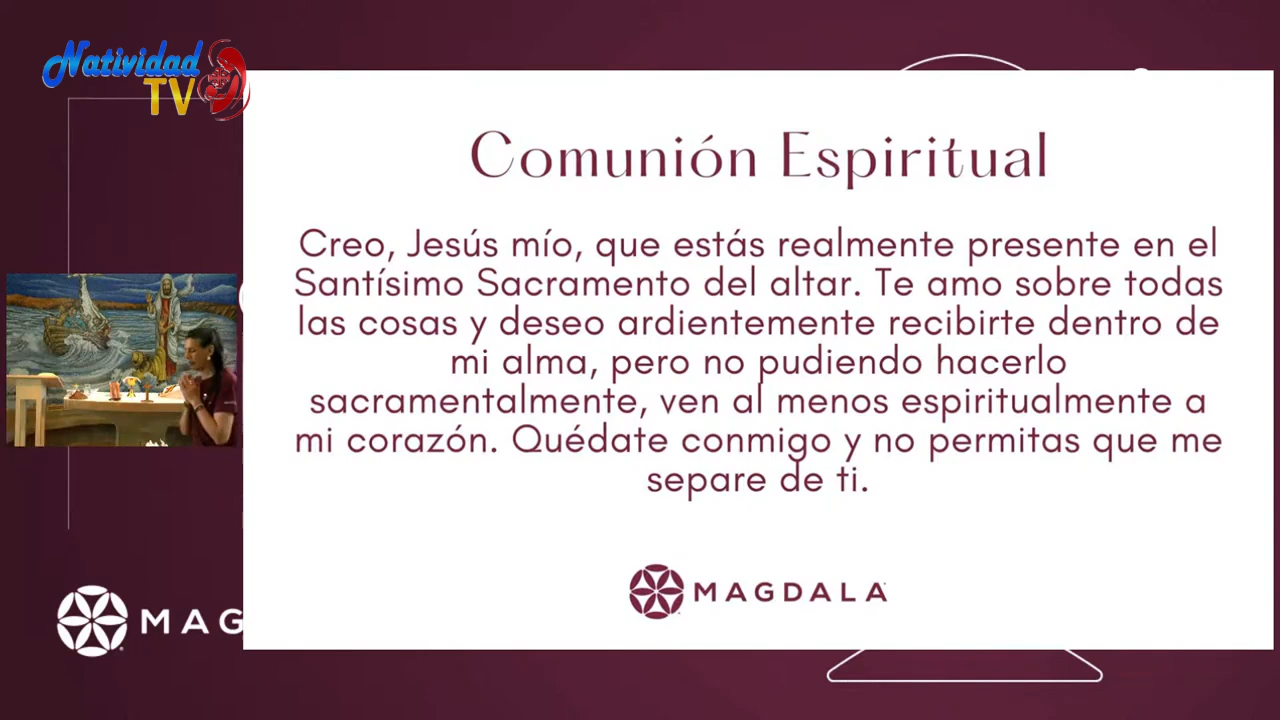 Natividad
TV
Comunión Espiritual
Creo, Jesús mío, que estás realmente presente en el
Santísimo Sacramento del altar. Te amo sobre todas
las cosas y deseo ardientemente recibirte dentro de
mi alma, pero no pudiendo hacerlo
sacramentalmente, ven al menos espiritualmente a
mi corazón. Quédate conmigo y no permitas que me
separe de ti.
MAGDALA
MAG